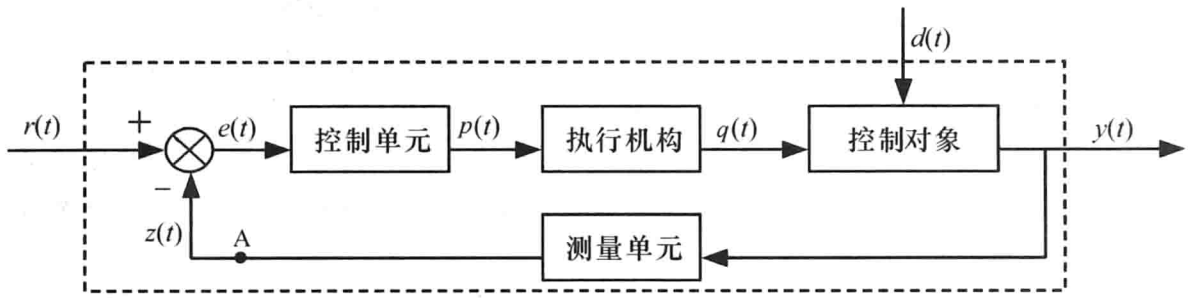 d(t)
r(t)
+
e(t)
控制单元
p(t)
执行机构
q(t)
控制对象
y(t)
−
z(t)
A
测量单元